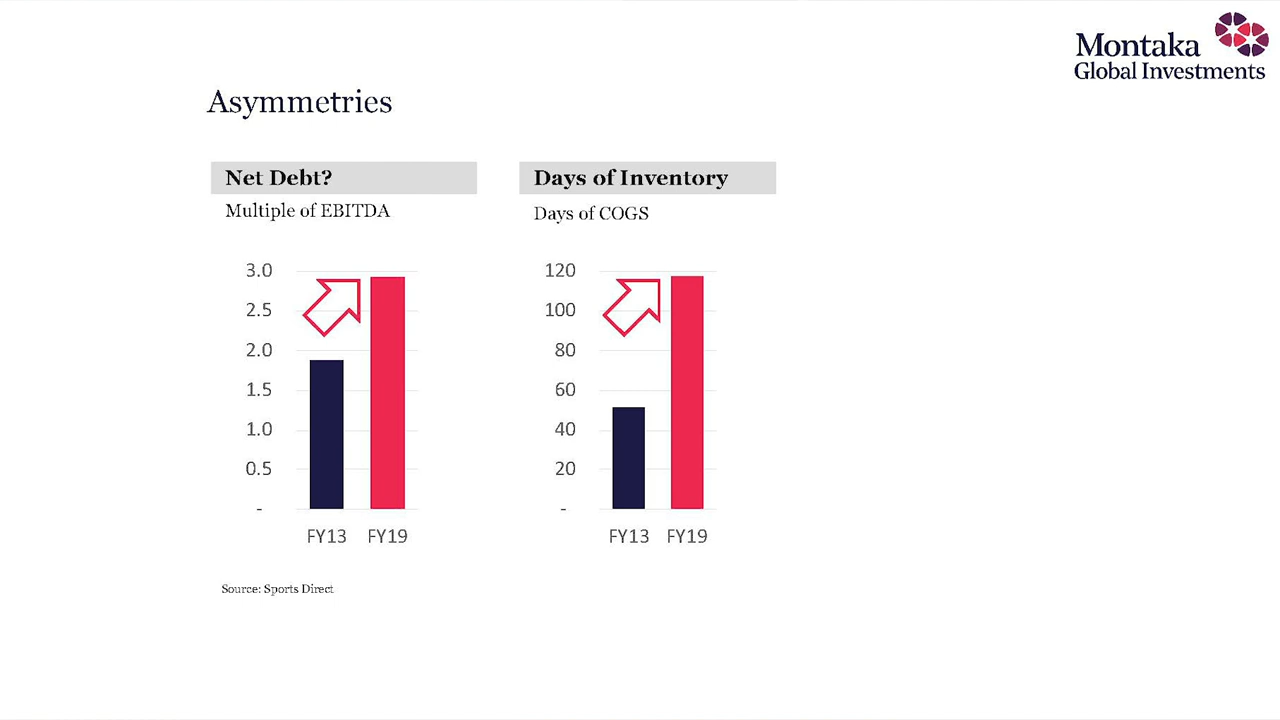 Montaka
Global Investments
Asymmetries
Net Debt?
Multiple of EBITDA
3.0
2.5
2.0
1.5
1.0
0.5
-
FY13 FY19
Days of Inventory
Days of COGS
120
100
80
60
40
20
-
FY13 FY19
Source: Sports Direct